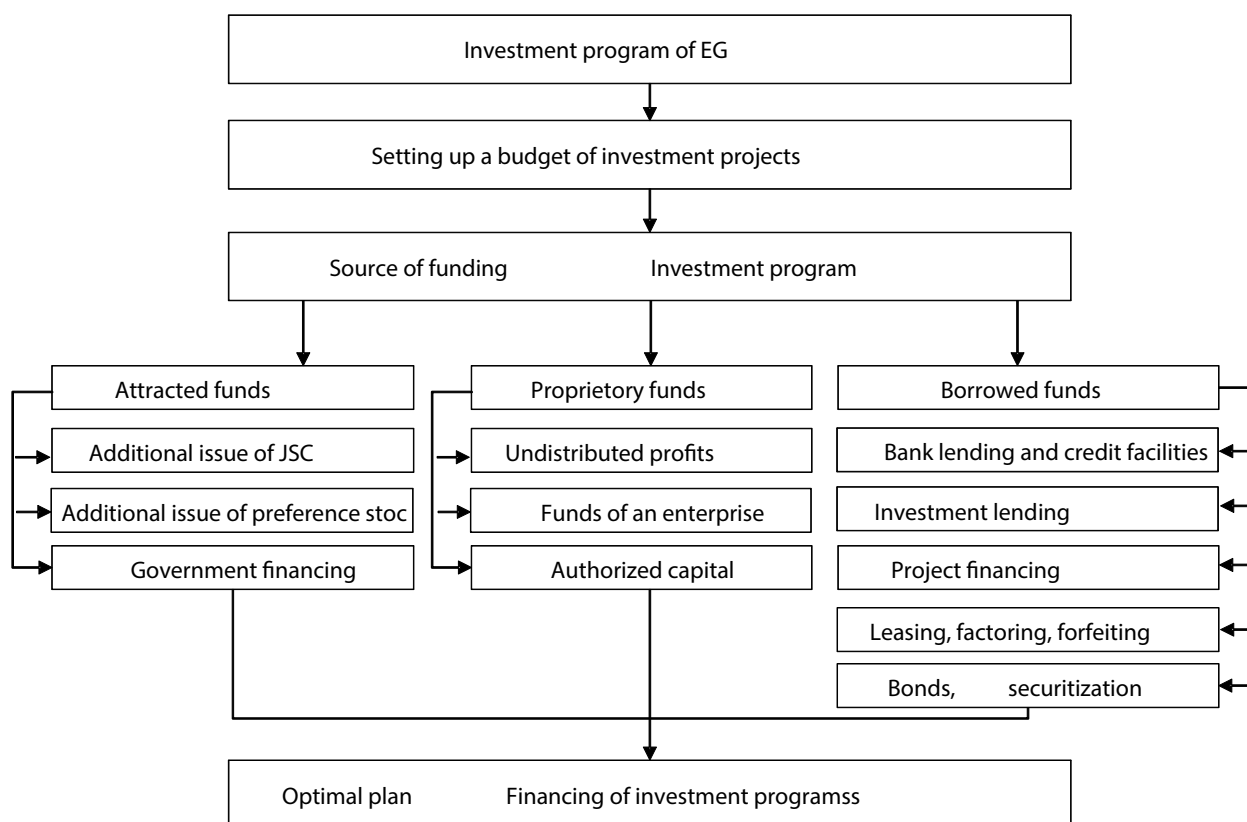 Investment program of EG
Setting up a budget of investment projects
Source of funding Investment program
Attracted funds
Additional issue of JSC
Additional issue of preference stoc
Government financing
Proprietory funds
Undistributed profits
Funds of an enterprise
Authorized capital
Borrowed funds
Bank lending and credit facilities
Investment lending
Project financing
Leasing, factoring, forfeiting
Bonds, securitization
Optimal plan Financing of investment programss